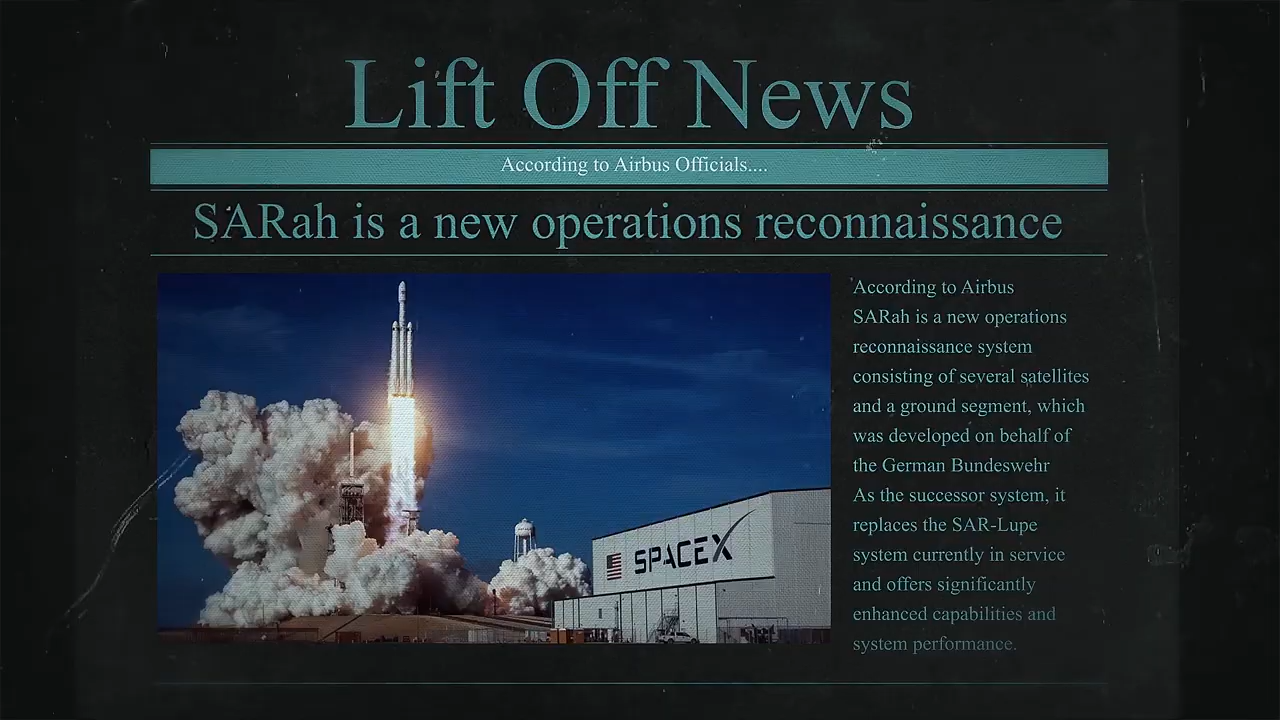 Lift Off News
According to Airbus Officials....
SARah is a new operations reconnaissance
According to Airbus
SARah is a new operations
reconnaissance system
consisting of several satellites
and a ground segment, which
was developed on behalf of
the German Bundeswehr
As the successor system, it
replaces the SAR-Lupe
system currently in service
and offers significantly
enhanced capabilities and
system performance.
SPACEX